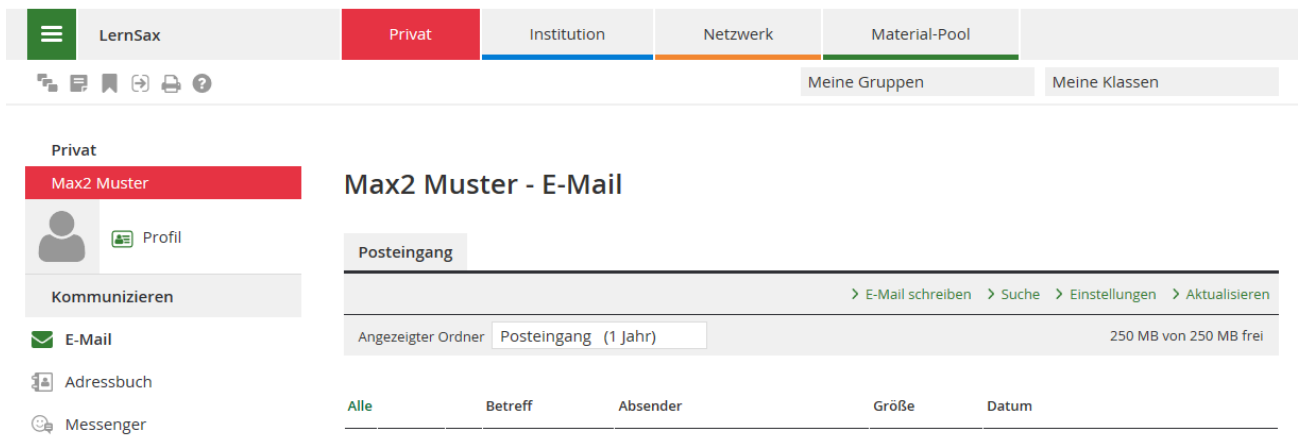 LernSax Privat Institution Netzwerk Material-Pool
Meine Gruppen Meine Klassen
Privat
Max2 Muster
Profil
Kommunizieren
E-Mail
Adressbuch
Messenger
Max2 Muster - E-Mail
Posteingang
E-Mail schreiben Suche Einstellungen Aktualisieren
Angezeigter Ordner Posteingang (1 Jahr) 250 MB von 250 MB frei
Alle Betreff Absender Größe Datum